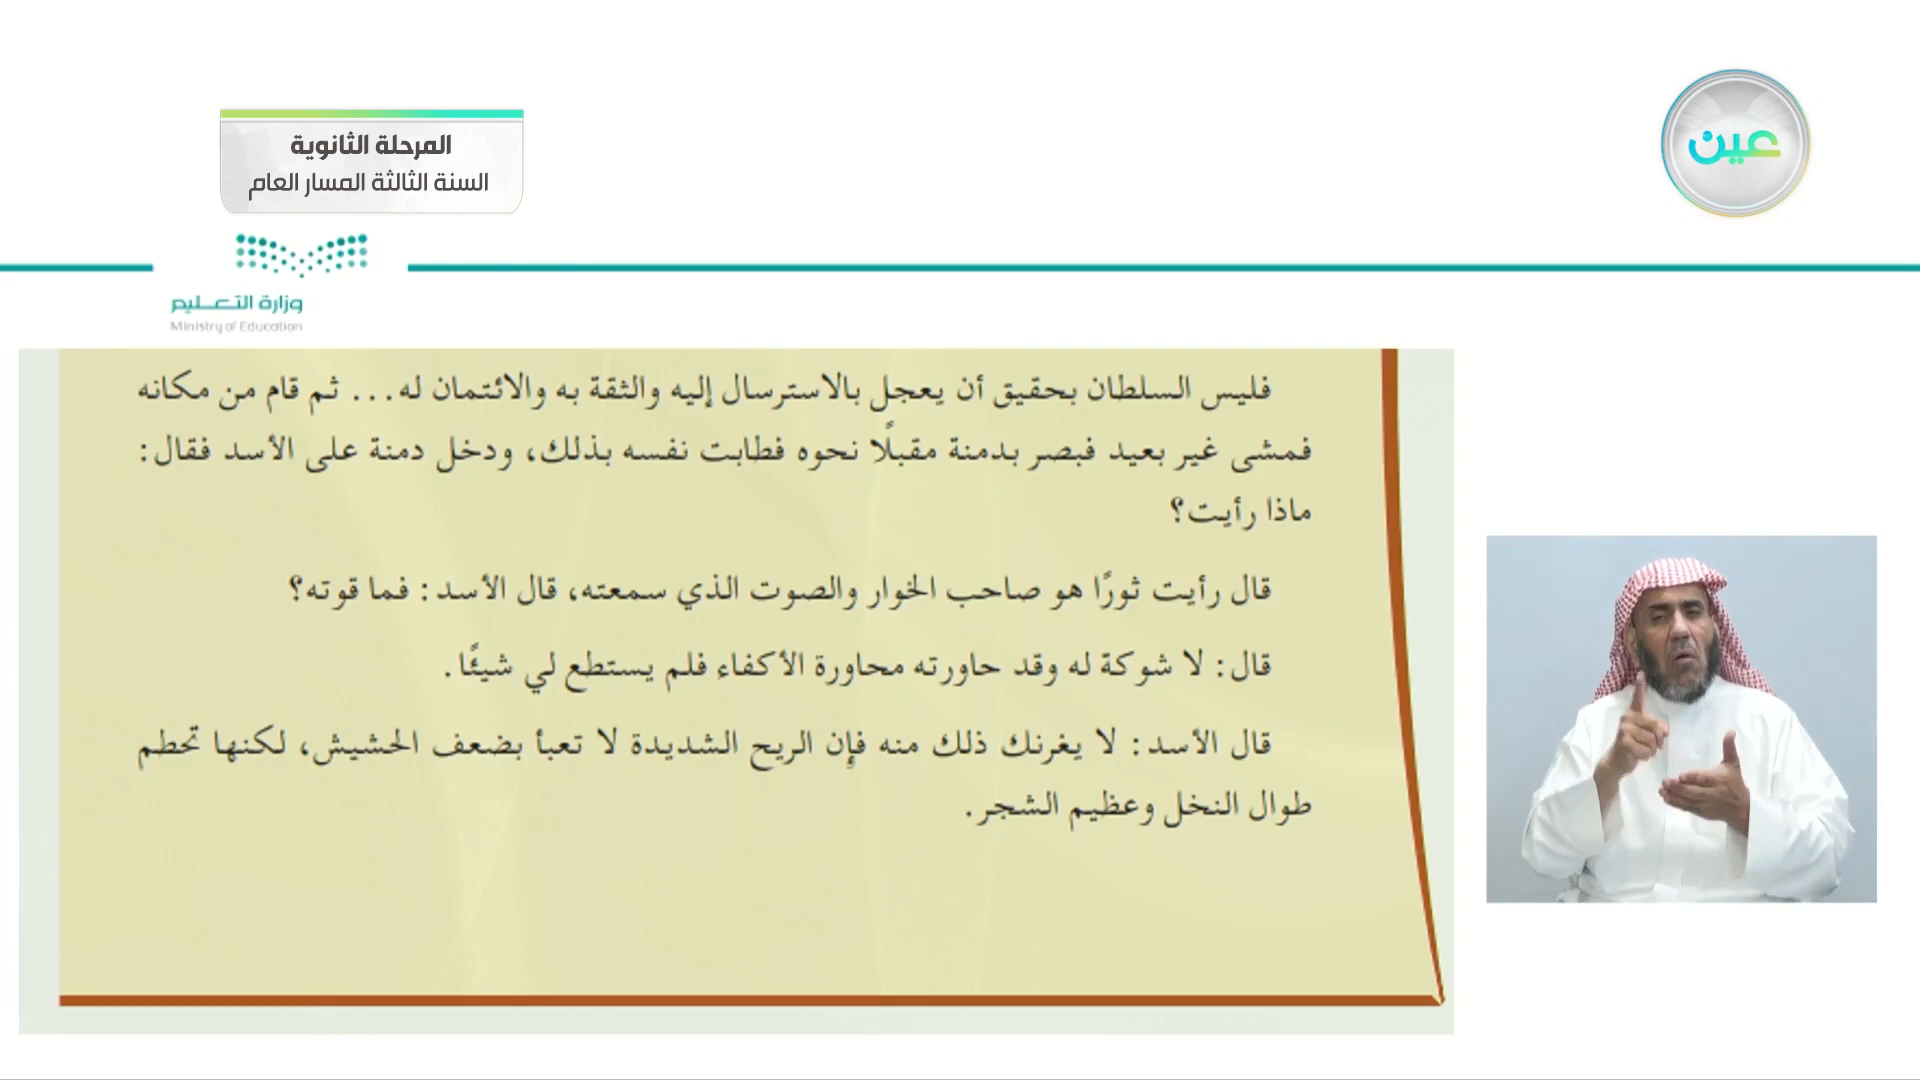 المرحلة الثانوية
السنة الثالثة المسار العام
عين
وزارة التعـــليم
Ministry of Education
فليس السلطان بحقيق أن يعجل بالاسترسال إليه والثقة به والائتمان له... ثم قام من مكانه
فمشى غير بعيد فبصر بدمنة مقبلًا نحوه فطابت نفسه بذلك، ودخل دمنة على الأسد فقال:
ماذا رأيت؟
قال رأيت ثورًا هو صاحب الخوار والصوت الذي سمعته، قال الأسد: فما قوته؟
قال: لا شوكة له وقد حاورته محاورة الأكفاء فلم يستطع لي شيئًا.
قال الأسد: لا يغرنك ذلك منه فإن الريح الشديدة لا تعبأ بضعف الحشيش، لكنها تحطم
طوال النخل وعظيم الشجر.